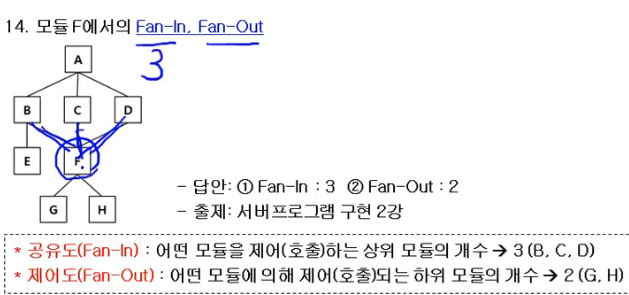 14. 모듈 F에서의 Fan-In, Fan-Out
3
A
B C D
E F
G H
- 답안: ① Fan-In : 3 ② Fan-Out : 2
- 출제: 서버프로그램 구현 2강
* 공유도(Fan-In) : 어떤 모듈을 제어(호출)하는 상위 모듈의 개수 → 3 (B, C, D)
* 제어도(Fan-Out) : 어떤 모듈에 의해 제어(호출)되는 하위 모듈의 개수 → 2 (G, H)